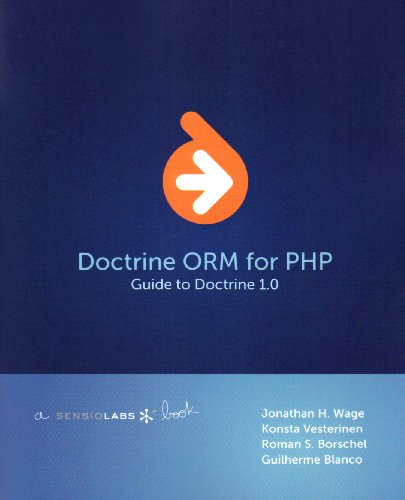 Doctrine ORM for PHP
Guide to Doctrine 1.0
a SENSIOLABS book
Jonathan H. Wage
Konsta Vesterinen
Roman S. Borschel
Guilherme Blanco